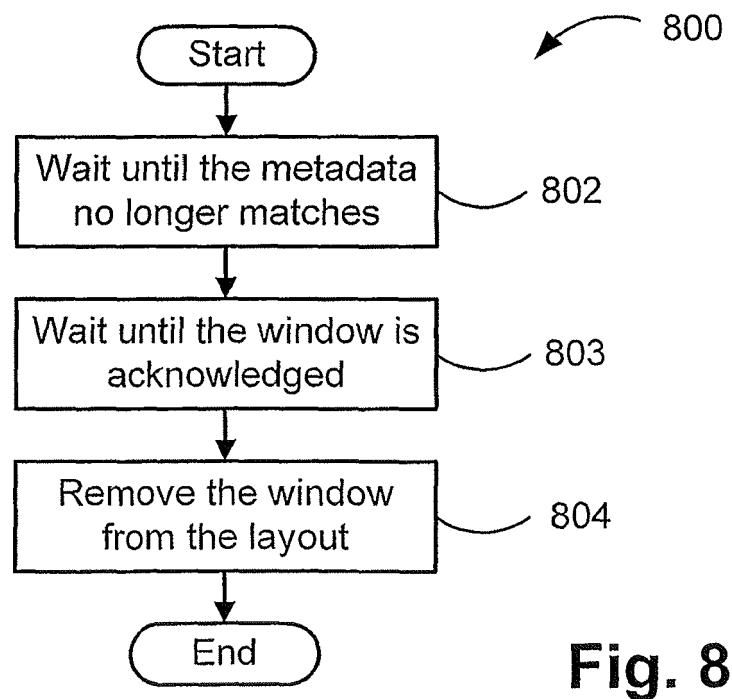 Start
800
Wait until the metadata
no longer matches
802
Wait until the window is
acknowledged
803
Remove the window
from the layout
804
End
Fig. 8